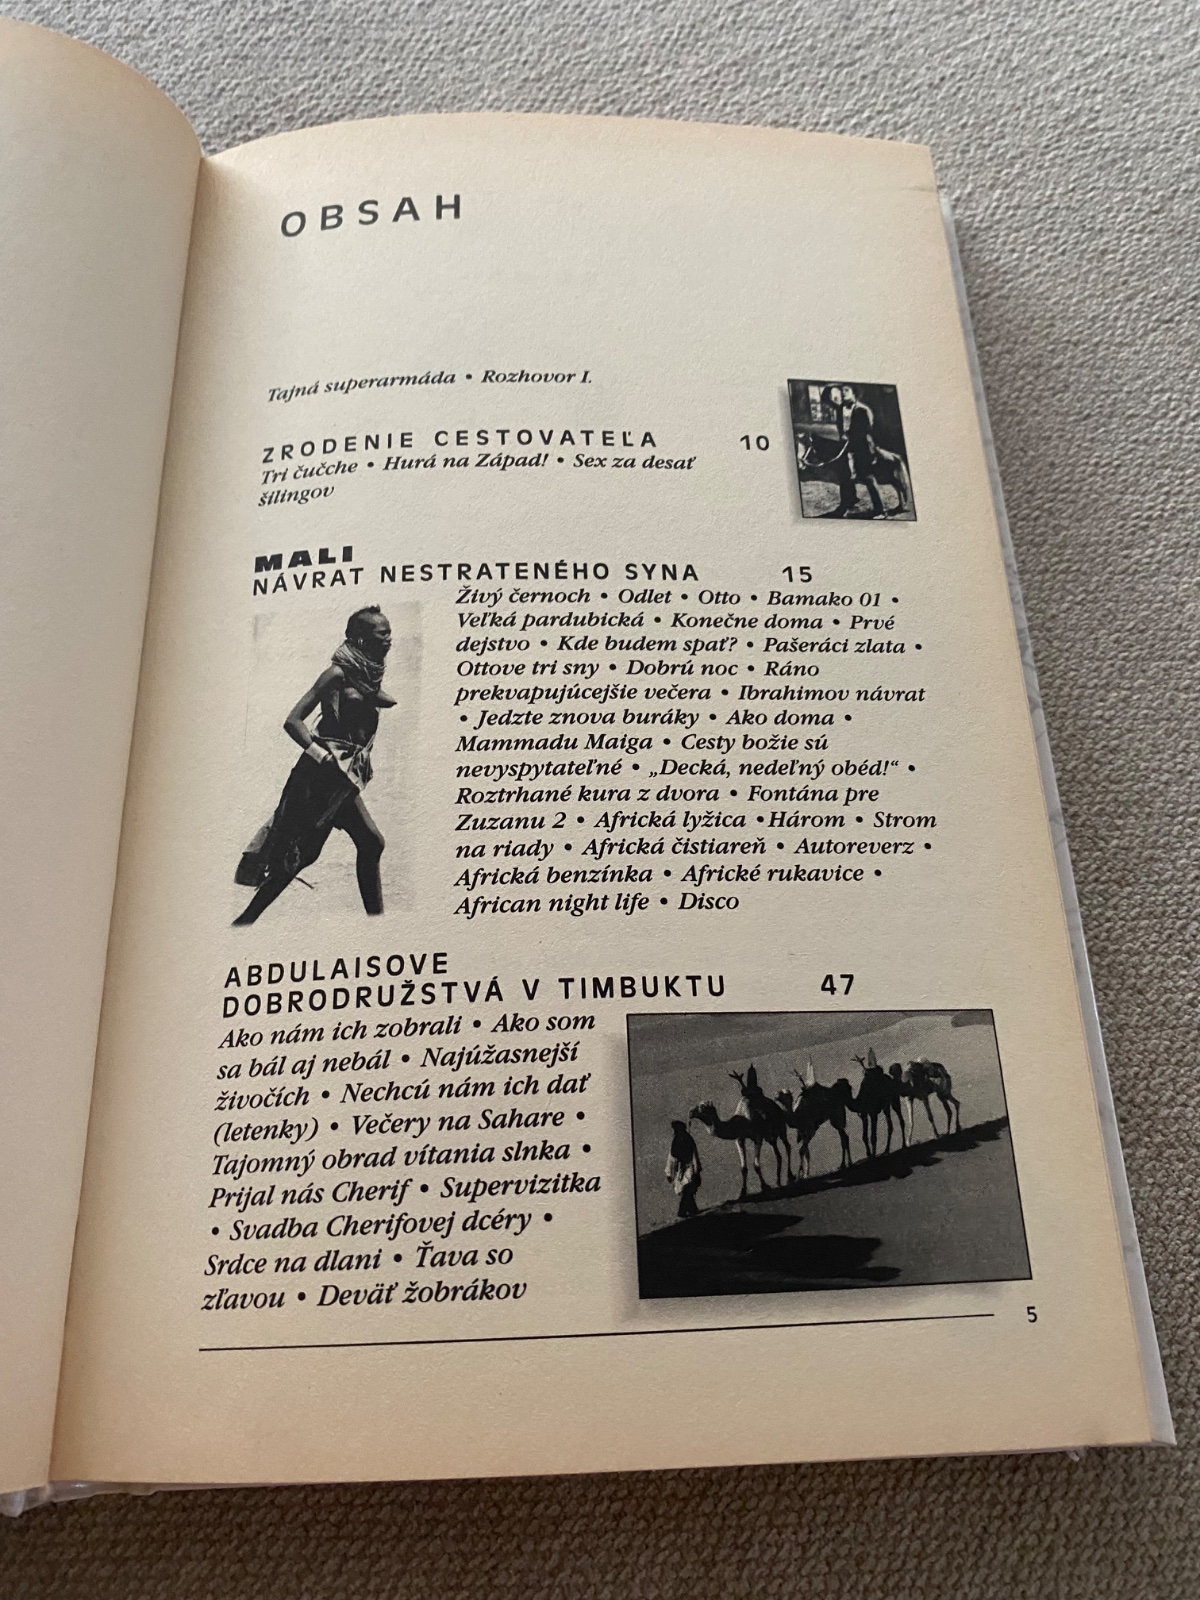 OBSAH
Tajná superarmáda • Rozhovor I.
ZRODENIE CESTOVATEĽA 10
Tri čučche • Hurá na Západ! • Sex za desať
šilingov
MALI
NÁVRAT NESTRATENÉHO SYNA 15
Živý černoch • Odlet • Otto • Bamako 01 •
Veľká pardubická • Konečne doma • Prvé
dejstvo • Kde budem spať? • Pašeráci zlata •
Ottove tri sny • Dobrú noc • Ráno
prekvapujúcejšie večera • Ibrahimov návrat
• Jedzte znova buráky • Ako doma •
Mammadu Maiga • Cesty božie sú
nevyspytateľné • „Decká, nedeľný obéd!“ •
Roztrhané kura z dvora • Fontána pre
Zuzanu 2 • Africká lyžica • Három • Strom
na riady • Africká čistiareň • Autoreverz •
Africká benzínka • Africké rukavice •
African night life • Disco
ABDULAISOVE
DOBRODRUŽSTVÁ V TIMBUKTU 47
Ako nám ich zobrali • Ako som
sa bál aj nebál • Najúžasnejší
živočích • Nechcú nám ich dať
(letenky) • Večery na Sahare •
Tajomný obrad vítania slnka •
Prijal nás Cherif • Supervizitka
• Svadba Cherifovej dcéry •
Srdce na dlani • Ťava so
zľavou • Deväť žobrákov
5